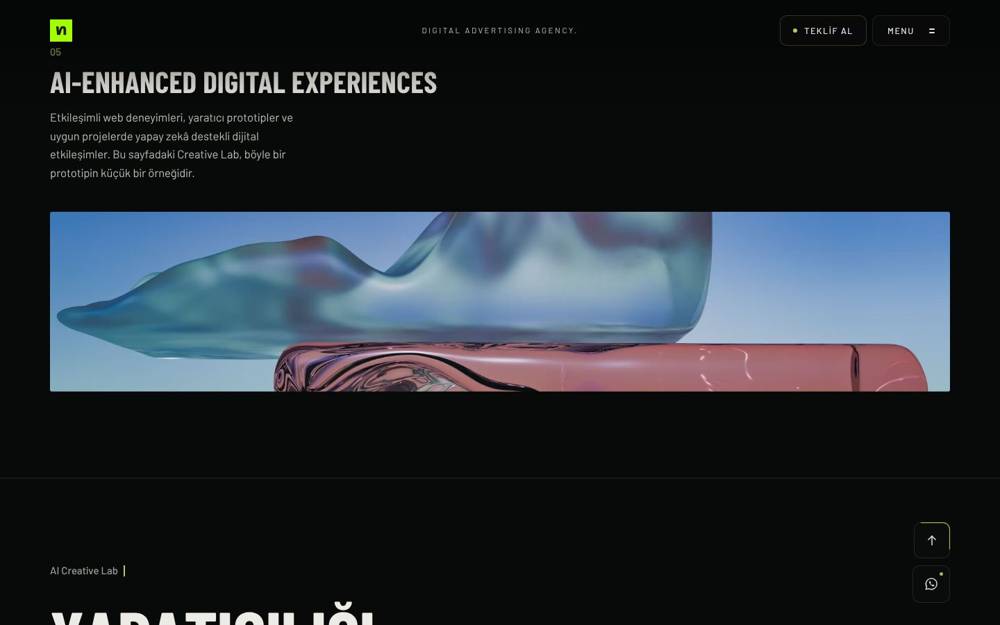 DIGITAL ADVERTISING AGENCY.
TEKLİF AL
MENU
05
AI-ENHANCED DIGITAL EXPERIENCES
Etkileşimli web deneyimleri, yaratıcı prototipler ve
uygun projelerde yapay zekâ destekli dijital
etkileşimler. Bu sayfadaki Creative Lab, böyle bir
prototipin küçük bir örneğidir.
AI Creative Lab
YARATICILIĞI